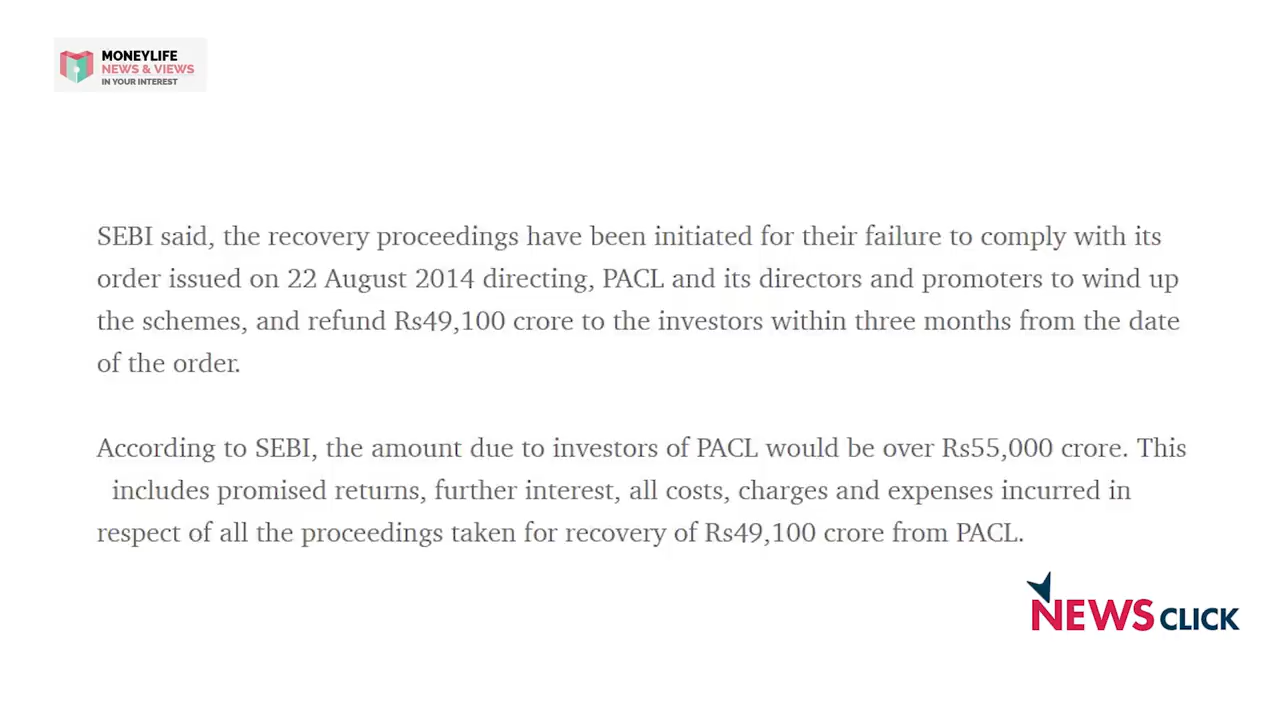 MONEYLIFE
NEWS & VIEWS
IN YOUR INTEREST
SEBI said, the recovery proceedings have been initiated for their failure to comply with its
order issued on 22 August 2014 directing, PACL and its directors and promoters to wind up
the schemes, and refund Rs49,100 crore to the investors within three months from the date
of the order.
According to SEBI, the amount due to investors of PACL would be over Rs55,000 crore. This
includes promised returns, further interest, all costs, charges and expenses incurred in
respect of all the proceedings taken for recovery of Rs49,100 crore from PACL.
NEWSCLICK